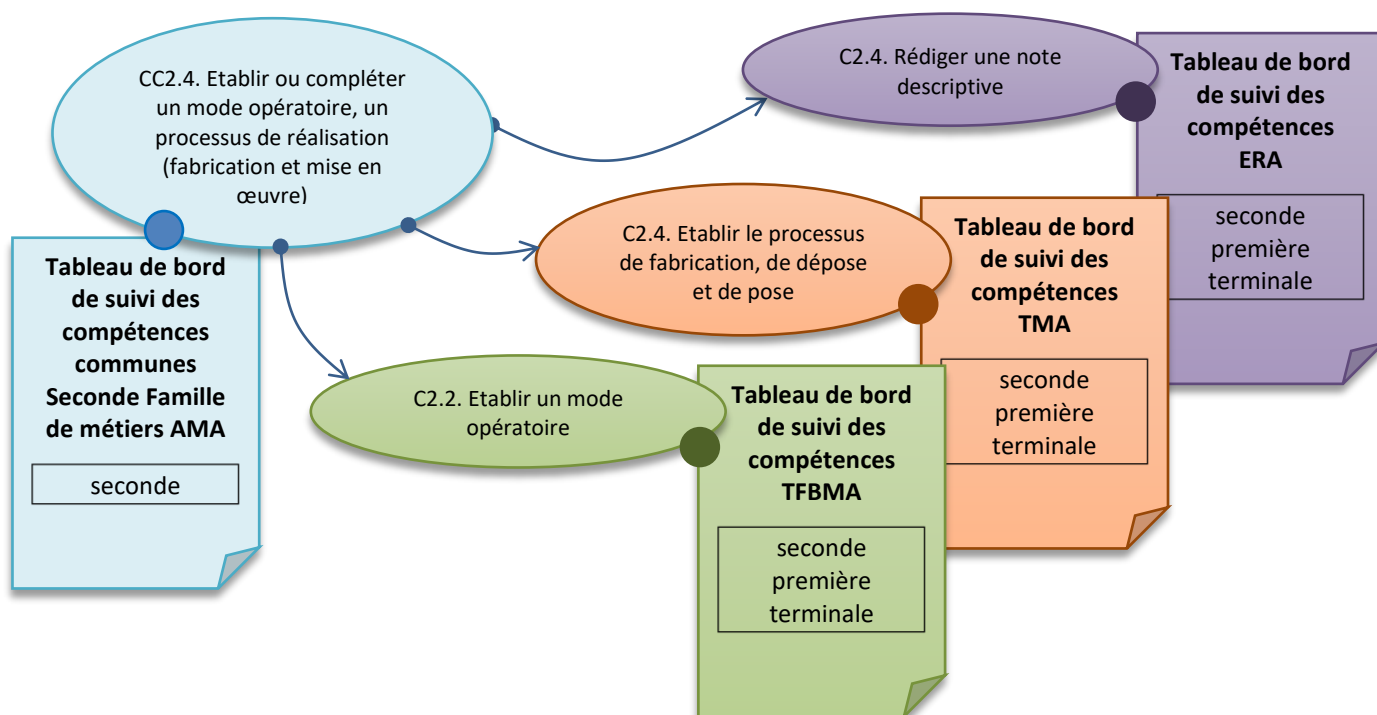 CC2.4. Etablir ou compléter
un mode opératoire, un
processus de réalisation
(fabrication et mise en
œuvre)
Tableau de bord
de suivi des
compétences
communes
Seconde Famille
de métiers AMA
seconde
C2.4. Rédiger une note
descriptive
Tableau de bord
de suivi des
compétences
ERA
seconde
première
terminale
C2.4. Etablir le processus
de fabrication, de dépose
et de pose
Tableau de bord
de suivi des
compétences
TMA
seconde
première
terminale
C2.2. Etablir un mode
opératoire
Tableau de bord
de suivi des
compétences
TFBMA
seconde
première
terminale